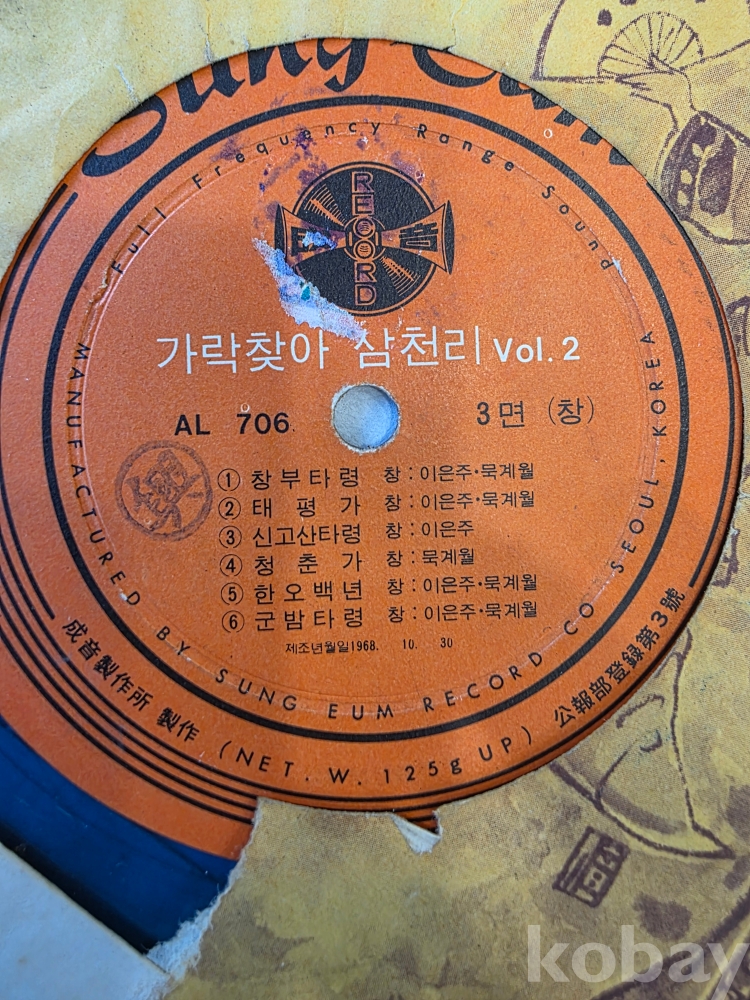 Sung Eum
Full Frequency Range Sound
RECORD
音
가락찾아 삼천리 Vol. 2
AL 706
3면 (창)
① 창부타령 창 : 이은주·묵계월
② 태평가 창 : 이은주·묵계월
③ 신고산타령 창 : 이은주
④ 청춘가 창 : 묵계월
⑤ 한오백년 창 : 이은주·묵계월
⑥ 군밤타령 창 : 이은주·묵계월
제조년월일1968. 10. 30
MANUFACTURED BY SUNG EUM RECORD CO SEOUL, KOREA
成音製作所 製作 (NET. W. 125g UP) 公報部登録第3號
kobay